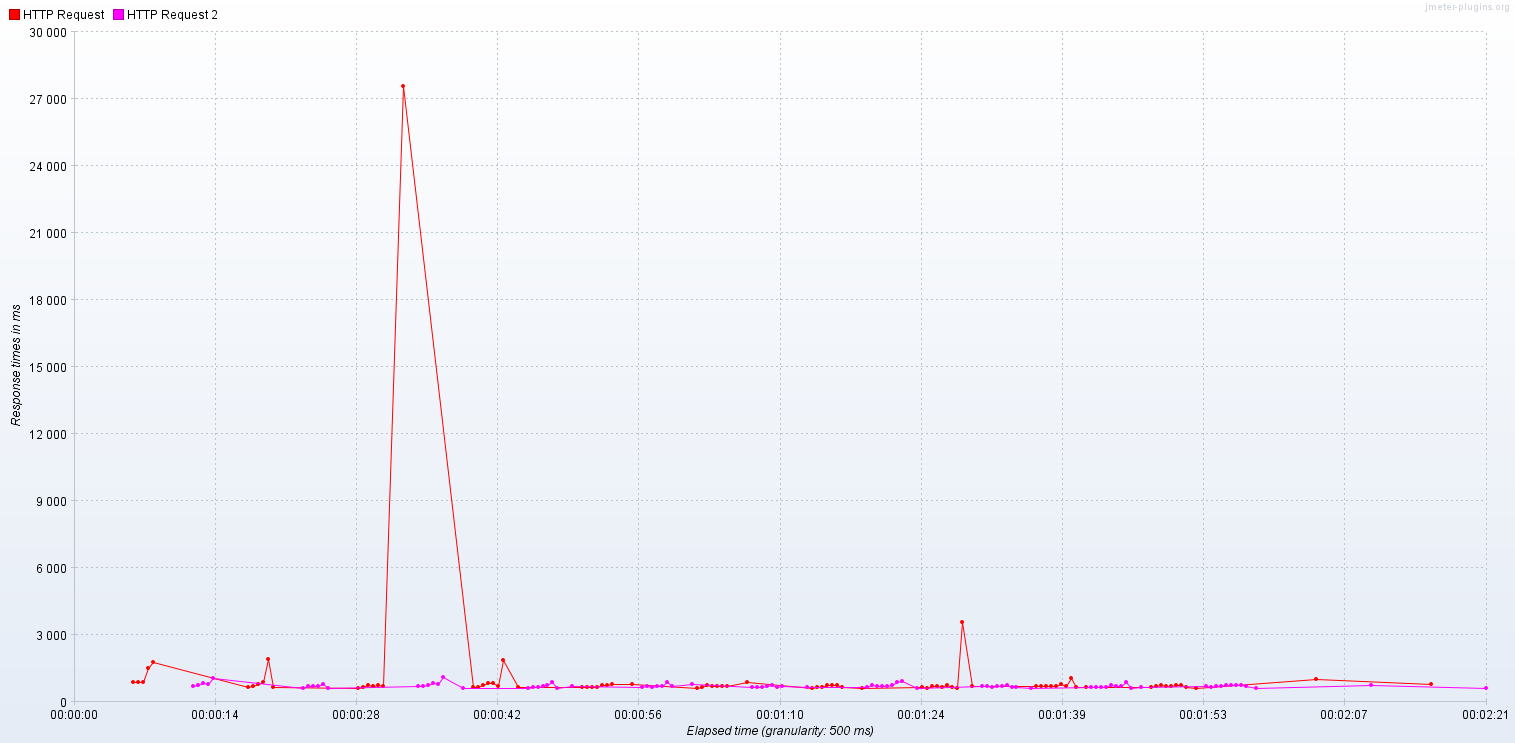 HTTP Request HTTP Request 2
jmeter-plugins.org
30 000
27 000
24 000
21 000
18 000
15 000
12 000
9 000
6 000
3 000
0
Response times in ms
00:00:00 00:00:14 00:00:28 00:00:42 00:00:56 00:01:10 00:01:24 00:01:39 00:01:53 00:02:07 00:02:21
Elapsed time (granularity: 500 ms)